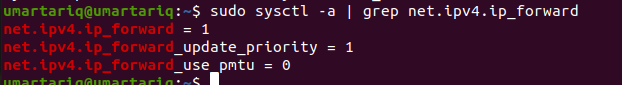 umartariq@umartariq:~$ sudo sysctl -a | grep net.ipv4.ip_forward
net.ipv4.ip_forward = 1
net.ipv4.ip_forward_update_priority = 1
net.ipv4.ip_forward_use_pmtu = 0
umartariq@umartariq:~$